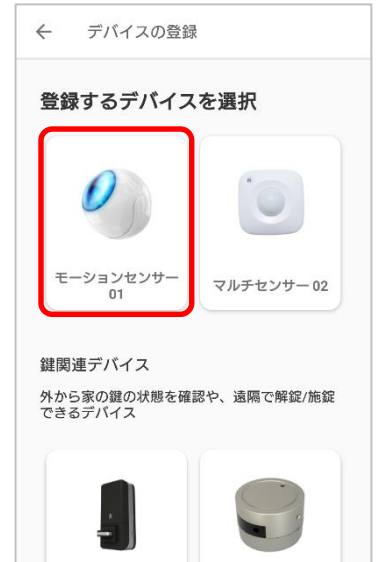 デバイスの登録
登録するデバイスを選択
モーションセンサー
01
マルチセンサー 02
鍵関連デバイス
外から家の鍵の状態を確認や、遠隔で解錠/施錠
できるデバイス